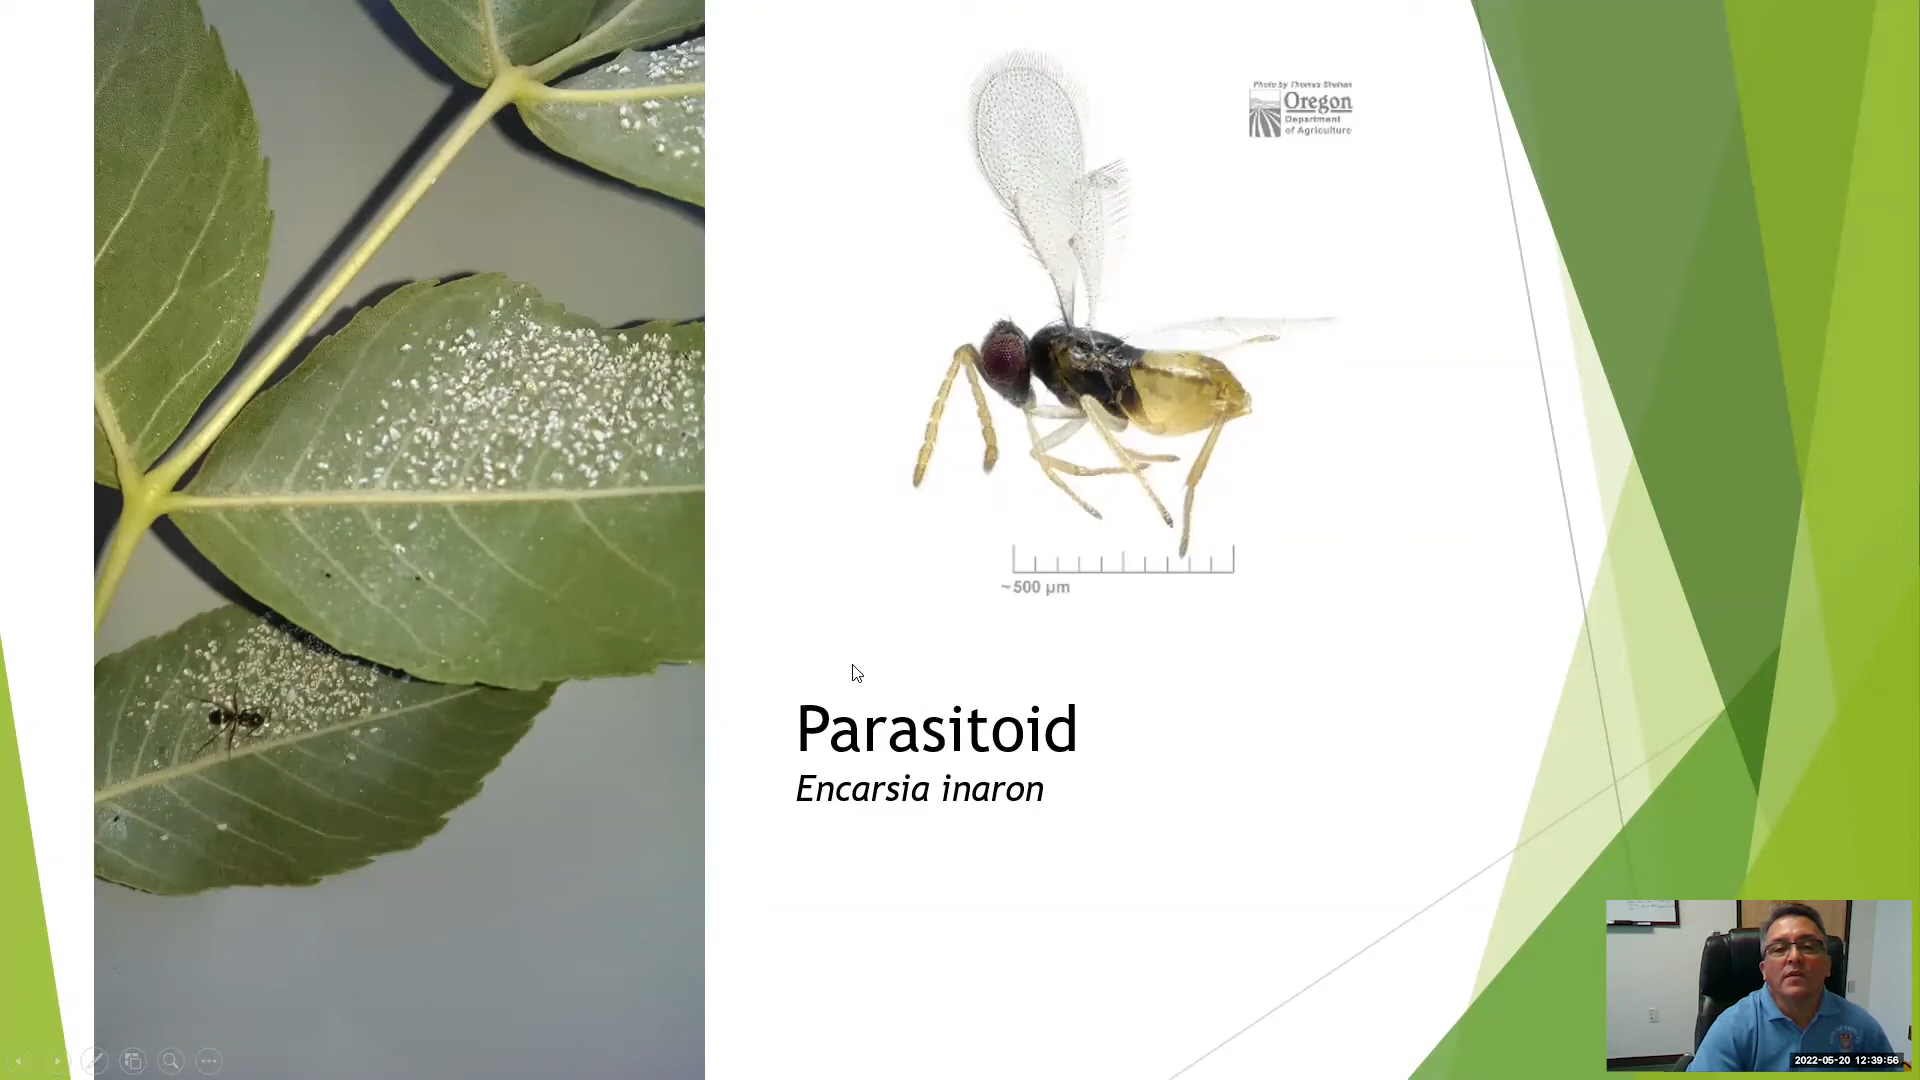 Photo by Thomas Shahan
Oregon
Department
of Agriculture
~500 µm
Parasitoid
Encarsia inaron
2022-05-20 12:39:56